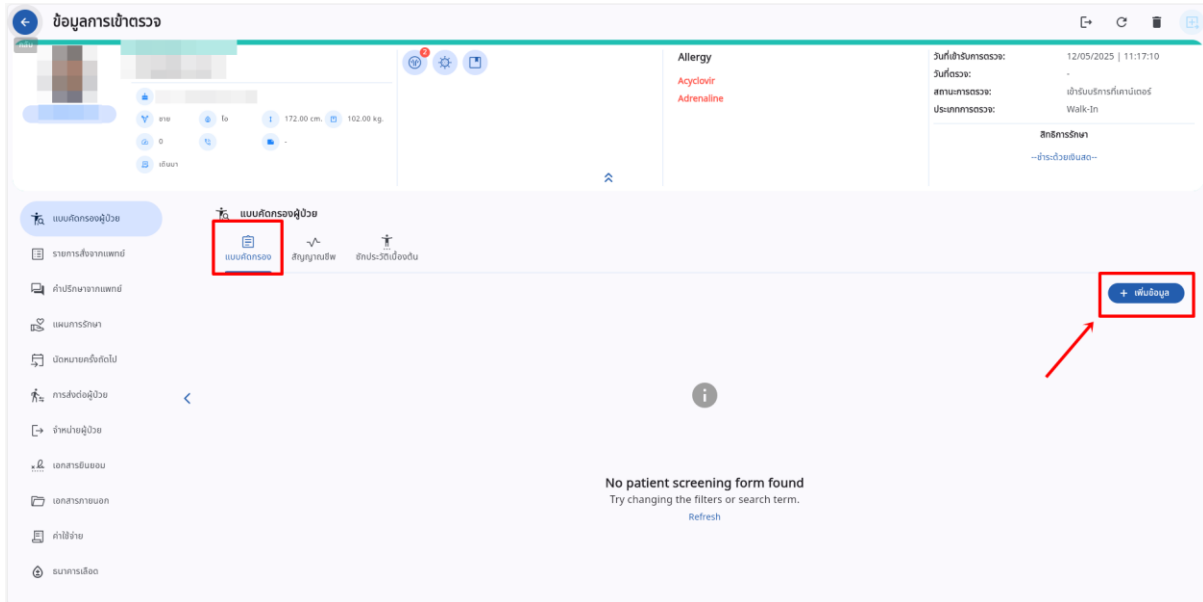 ข้อมูลการเข้าตรวจ
กลับ
2
ชาย
โอ
172.00 cm.
102.00 kg.
0
-
Allergy
Acyclovir
Adrenaline
วันที่เข้ารับการตรวจ: 12/05/2025 | 11:17:10
วันที่ตรวจ: -
สถานะการตรวจ: เข้ารับบริการที่เคาน์เตอร์
ประเภทการตรวจ: Walk-In
สิทธิการรักษา
--ชำระด้วยเงินสด--
แบบคัดกรองผู้ป่วย
รายการสั่งจากแพทย์
คำปรึกษาจากแพทย์
แผนการรักษา
นัดหมายครั้งถัดไป
การส่งต่อผู้ป่วย
จำหน่ายผู้ป่วย
เอกสารยินยอม
เอกสารภายนอก
ค่าใช้จ่าย
ธนาคารเลือด
แบบคัดกรองผู้ป่วย
แบบคัดกรอง
สัญญาณชีพ
ซักประวัติเบื้องต้น
+ เพิ่มข้อมูล
No patient screening form found
Try changing the filters or search term.
Refresh